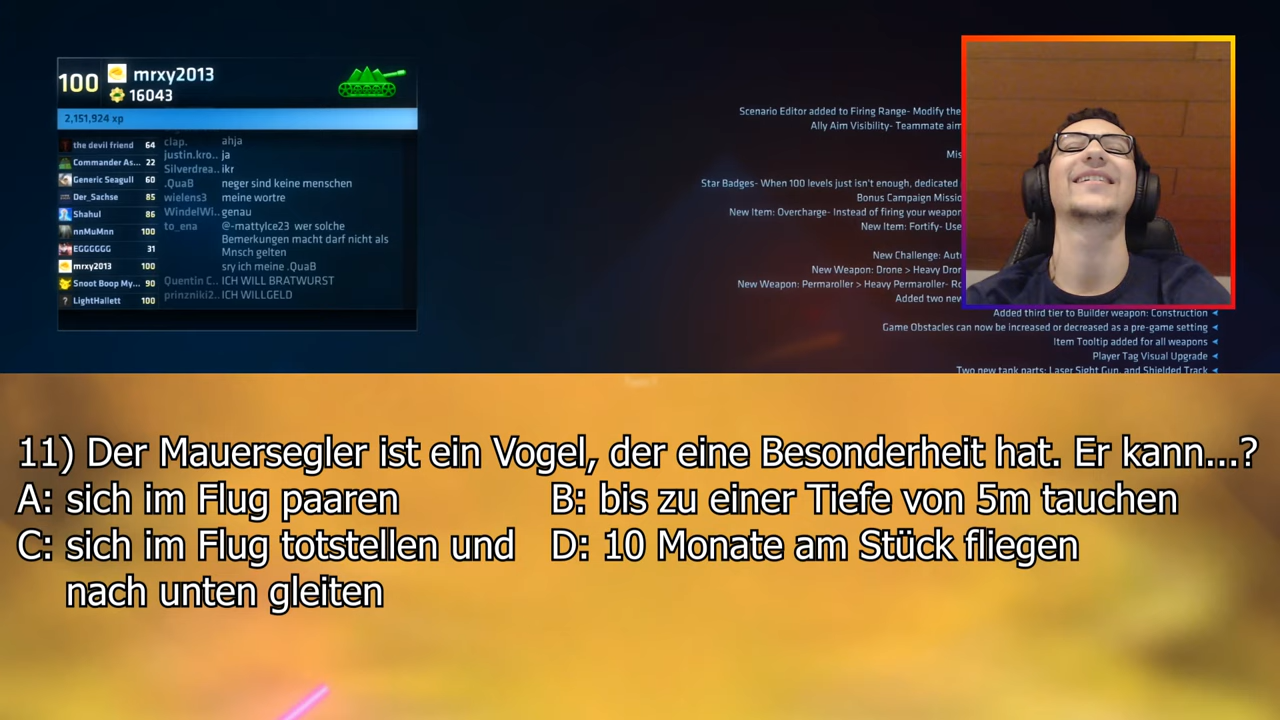 100 mrxy2013
16043
2,151,924 xp
the devil friend 64
Commander As... 22
Generic Seagull 60
Der_Sachse 85
Shahul 86
nnMuMnn 100
EGGGGGG 31
mrxy2013 100
Snoot Boop My... 90
LightHallett 100
clap. ahja
justin.kro.. ja
Silverdrea.. ikr
.QuaB neger sind keine menschen
wielens3 meine wortre
WindelWi.. genau
to_ena @-mattyIce23 wer solche
Bemerkungen macht darf nicht als
Mnsch gelten
sry ich meine .QuaB
Quentin C.. ICH WILL BRATWURST
prinzniki2.. ICH WILLGELD
Scenario Editor added to Firing Range- Modify the
Ally Aim Visibility- Teammate aim
Mis
Star Badges- When 100 levels just isn't enough, dedicated
Bonus Campaign Missio
New Item: Overcharge- Instead of firing your weapon
New Item: Fortify- Use
New Challenge: Aut
New Weapon: Drone > Heavy Dron
New Weapon: Permaroller > Heavy Permaroller- Ro
Added two new
Added third tier to Builder weapon: Construction
Game Obstacles can now be increased or decreased as a pre-game setting
Item Tooltip added for all weapons
Player Tag Visual Upgrade
Two new tank parts: Laser Sight Gun, and Shielded Track
11) Der Mauersegler ist ein Vogel, der eine Besonderheit hat. Er kann...?
A: sich im Flug paaren B: bis zu einer Tiefe von 5m tauchen
C: sich im Flug totstellen und D: 10 Monate am Stück fliegen
nach unten gleiten